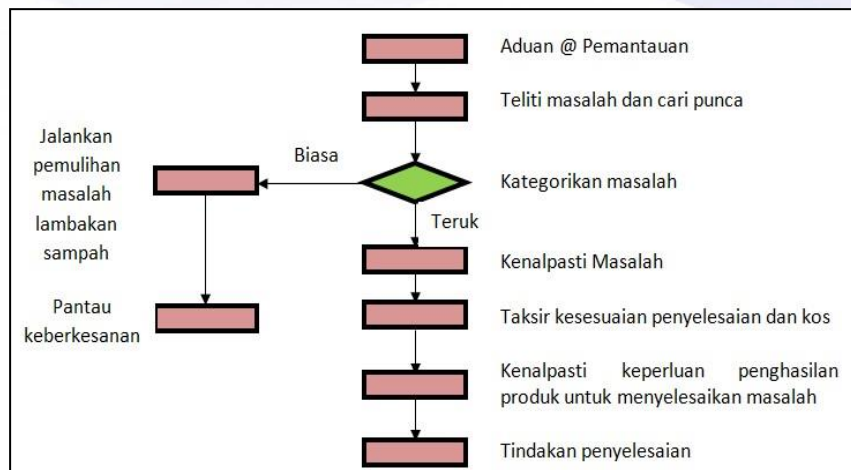 Aduan @ Pemantauan
Teliti masalah dan cari punca
Jalankan
pemulihan
masalah
lambakan
sampah
Biasa
Kategorikan masalah
Teruk
Kenalpasti Masalah
Pantau
keberkesanan
Taksir kesesuaian penyelesaian dan kos
Kenalpasti keperluan penghasilan
produk untuk menyelesaikan masalah
Tindakan penyelesaian